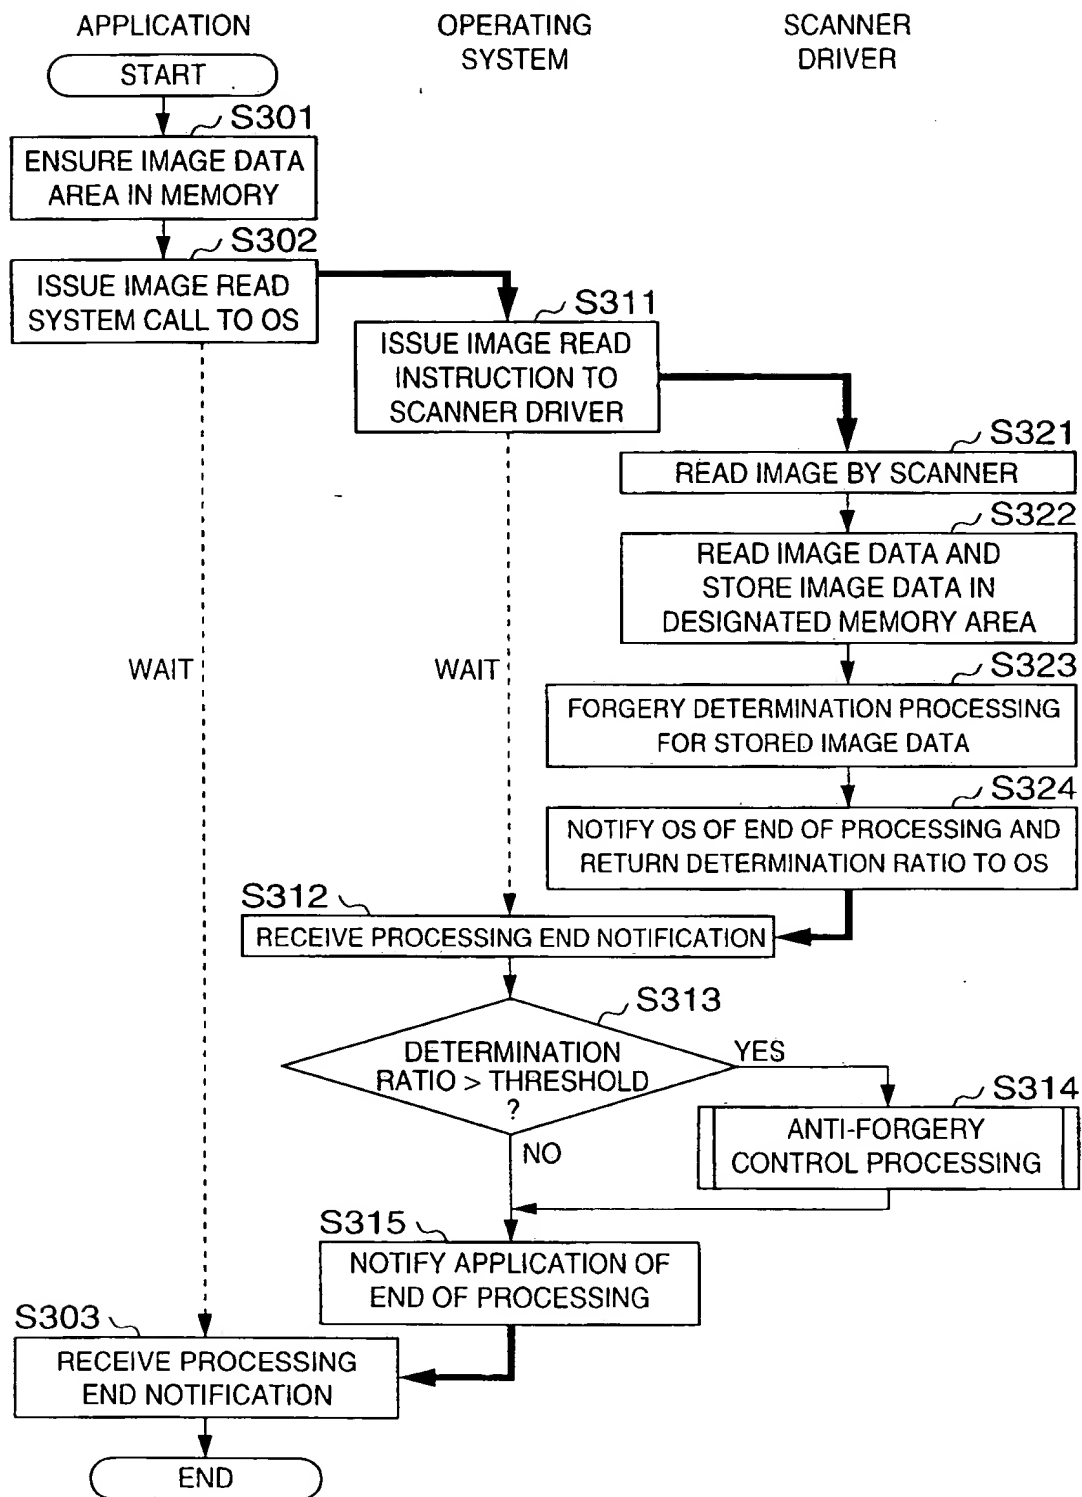 APPLICATION
OPERATING
SYSTEM
SCANNER
DRIVER
START
S301
ENSURE IMAGE DATA
AREA IN MEMORY
S302
ISSUE IMAGE READ
SYSTEM CALL TO OS
S311
ISSUE IMAGE READ
INSTRUCTION TO
SCANNER DRIVER
S321
READ IMAGE BY SCANNER
S322
READ IMAGE DATA AND
STORE IMAGE DATA IN
DESIGNATED MEMORY AREA
WAIT
WAIT
S323
FORGERY DETERMINATION PROCESSING
FOR STORED IMAGE DATA
S324
NOTIFY OS OF END OF PROCESSING AND
RETURN DETERMINATION RATIO TO OS
S312
RECEIVE PROCESSING END NOTIFICATION
S313
DETERMINATION
RATIO > THRESHOLD
?
YES
NO
S314
ANTI-FORGERY
CONTROL PROCESSING
S315
NOTIFY APPLICATION OF
END OF PROCESSING
S303
RECEIVE PROCESSING
END NOTIFICATION
END